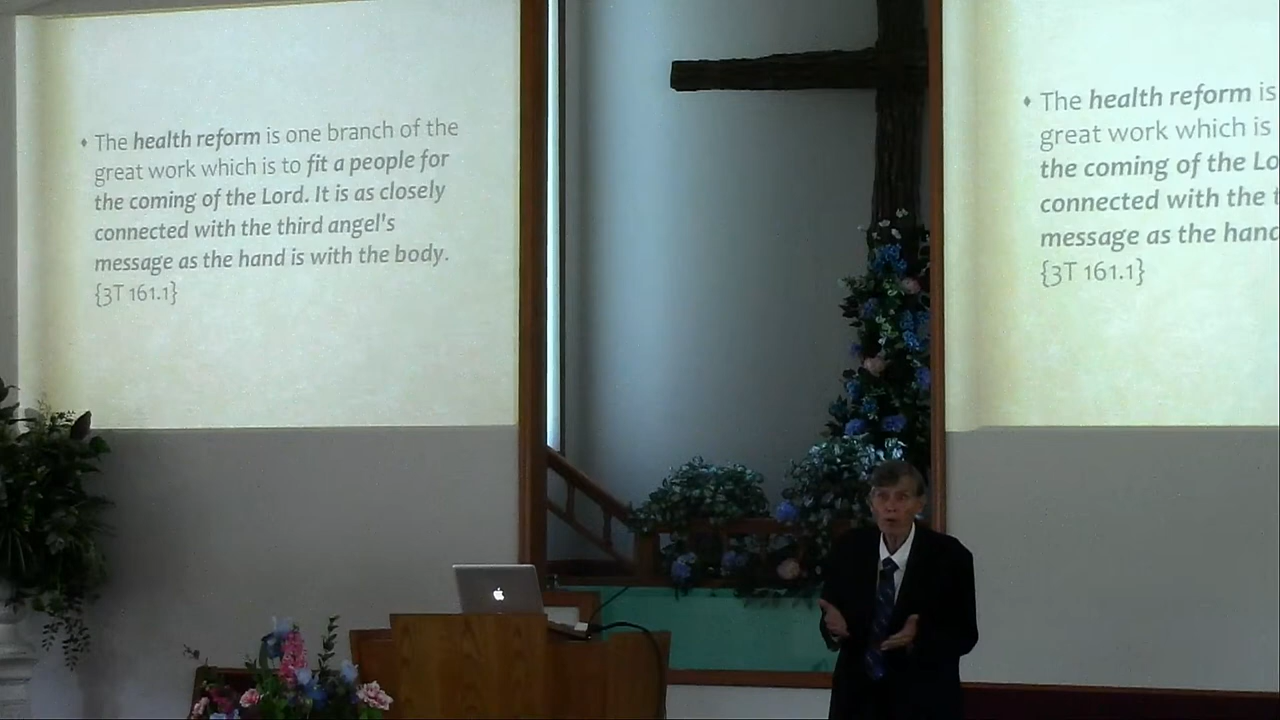 ♦ The health reform is one branch of the
great work which is to fit a people for
the coming of the Lord. It is as closely
connected with the third angel's
message as the hand is with the body.
{3T 161.1}
♦ The health reform is
great work which is
the coming of the Lo
connected with the t
message as the hand
{3T 161.1}